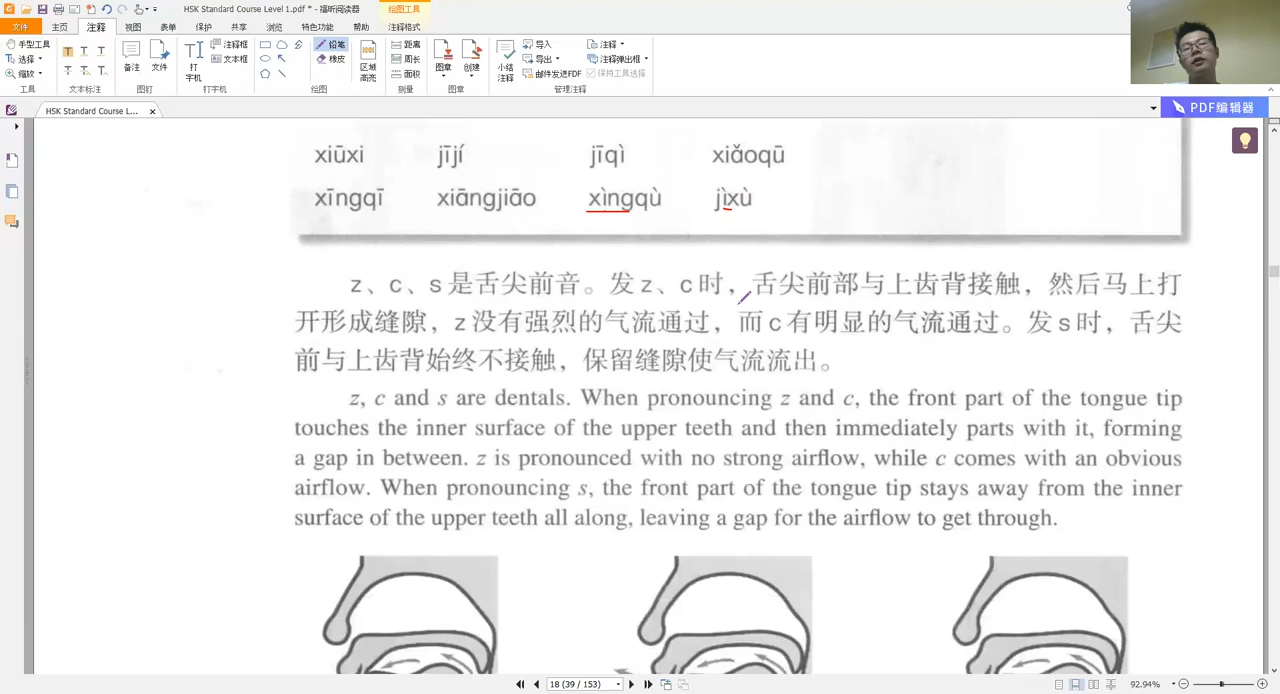 HSK Standard Course Level 1.pdf * - 福昕阅读器
绘图工具
文件 主页 注释 视图 表单 保护 共享 浏览 特色功能 帮助 注释格式
手型工具
选择
缩放
工具
T T T
T T T
文本标注
备注 文件
图钉
打字机
注释框
文本框
打字机
铅笔
橡皮
绘图
区域高亮
距离
周长
面积
测量
图章 创建
图章
小结注释
导入
导出
邮件发送FDF
注释
注释弹出框
保持工具选择
管理注释
HSK Standard Course L...
PDF编辑器
xiūxi jījí jīqì xiǎoqū
xīngqī xiāngjiāo xìngqù jìxù
z、c、s是舌尖前音。发z、c时，舌尖前部与上齿背接触，然后马上打
开形成缝隙，z没有强烈的气流通过，而c有明显的气流通过。发s时，舌尖
前与上齿背始终不接触，保留缝隙使气流流出。
z, c and s are dentals. When pronouncing z and c, the front part of the tongue tip
touches the inner surface of the upper teeth and then immediately parts with it, forming
a gap in between. z is pronounced with no strong airflow, while c comes with an obvious
airflow. When pronouncing s, the front part of the tongue tip stays away from the inner
surface of the upper teeth all along, leaving a gap for the airflow to get through.
18 (39 / 153)
92.94%